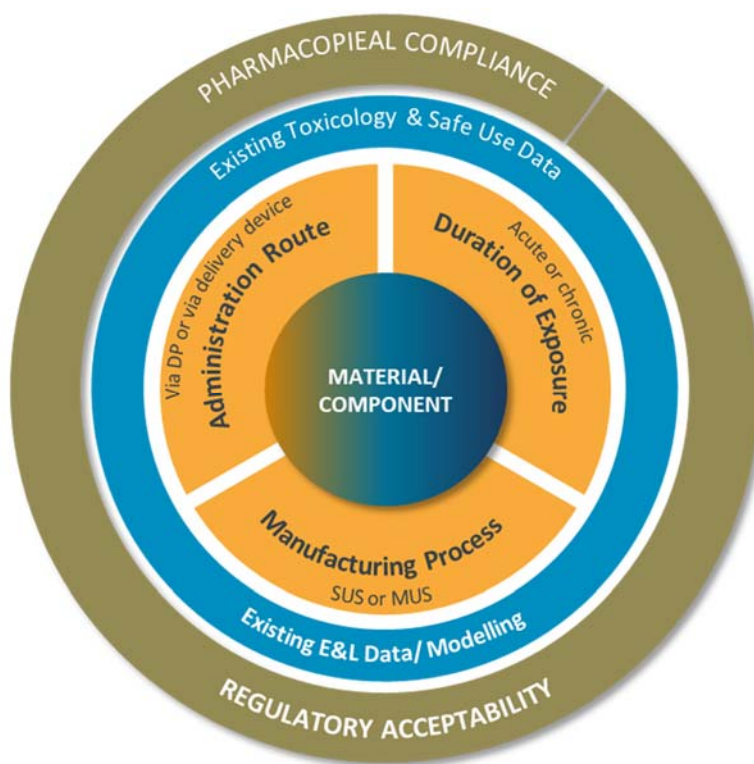 PHARMACOPIEAL COMPLIANCE
Existing Toxicology & Safe Use Data
Via DP or via delivery device
Administration Route
Duration of Exposure
Acute or chronic
MATERIAL/
COMPONENT
Manufacturing Process
SUS or MUS
Existing E&L Data/ Modelling
REGULATORY ACCEPTABILITY